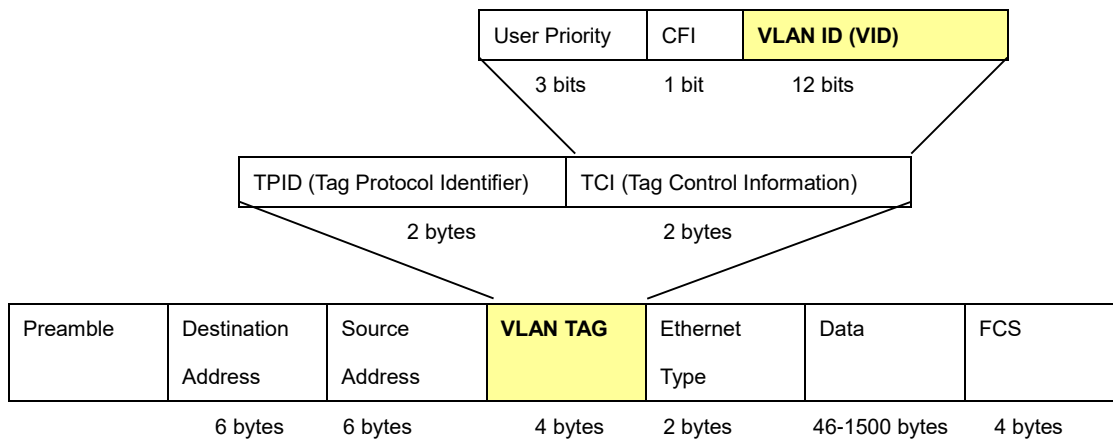 User Priority CFI VLAN ID (VID)
3 bits 1 bit 12 bits
TPID (Tag Protocol Identifier) TCI (Tag Control Information)
2 bytes 2 bytes
Preamble Destination Address Source Address VLAN TAG Ethernet Type Data FCS
6 bytes 6 bytes 4 bytes 2 bytes 46-1500 bytes 4 bytes